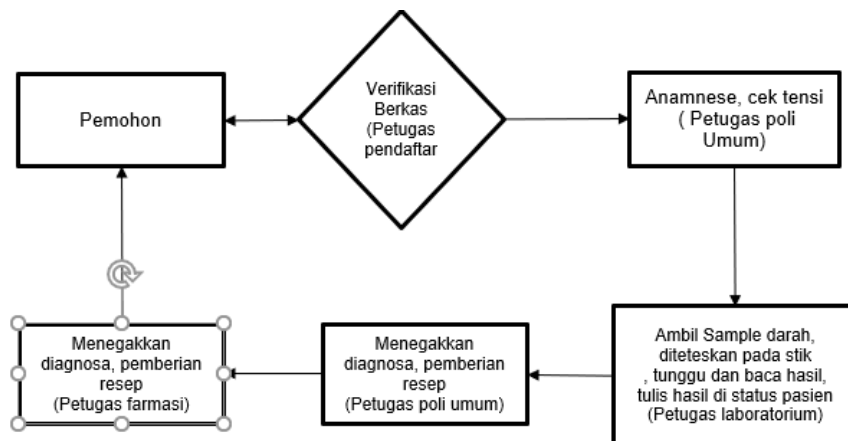 Pemohon
Verifikasi
Berkas
(Petugas
pendaftar
Anamnese, cek tensi
( Petugas poli
Umum)
Menegakkan
diagnosa, pemberian
resep
(Petugas farmasi)
Menegakkan
diagnosa, pemberian
resep
(Petugas poli umum)
Ambil Sample darah,
diteteskan pada stik
, tunggu dan baca hasil,
tulis hasil di status pasien
(Petugas laboratorium)